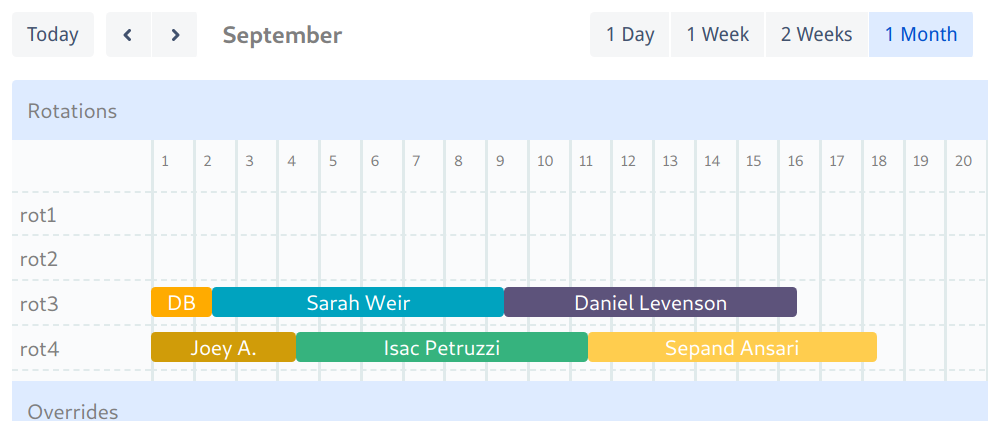 Today September 1 Day 1 Week 2 Weeks 1 Month
Rotations
1 2 3 4 5 6 7 8 9 10 11 12 13 14 15 16 17 18 19 20
rot1
rot2
rot3 DB Sarah Weir Daniel Levenson
rot4 Joey A. Isac Petruzzi Sepand Ansari
Overrides